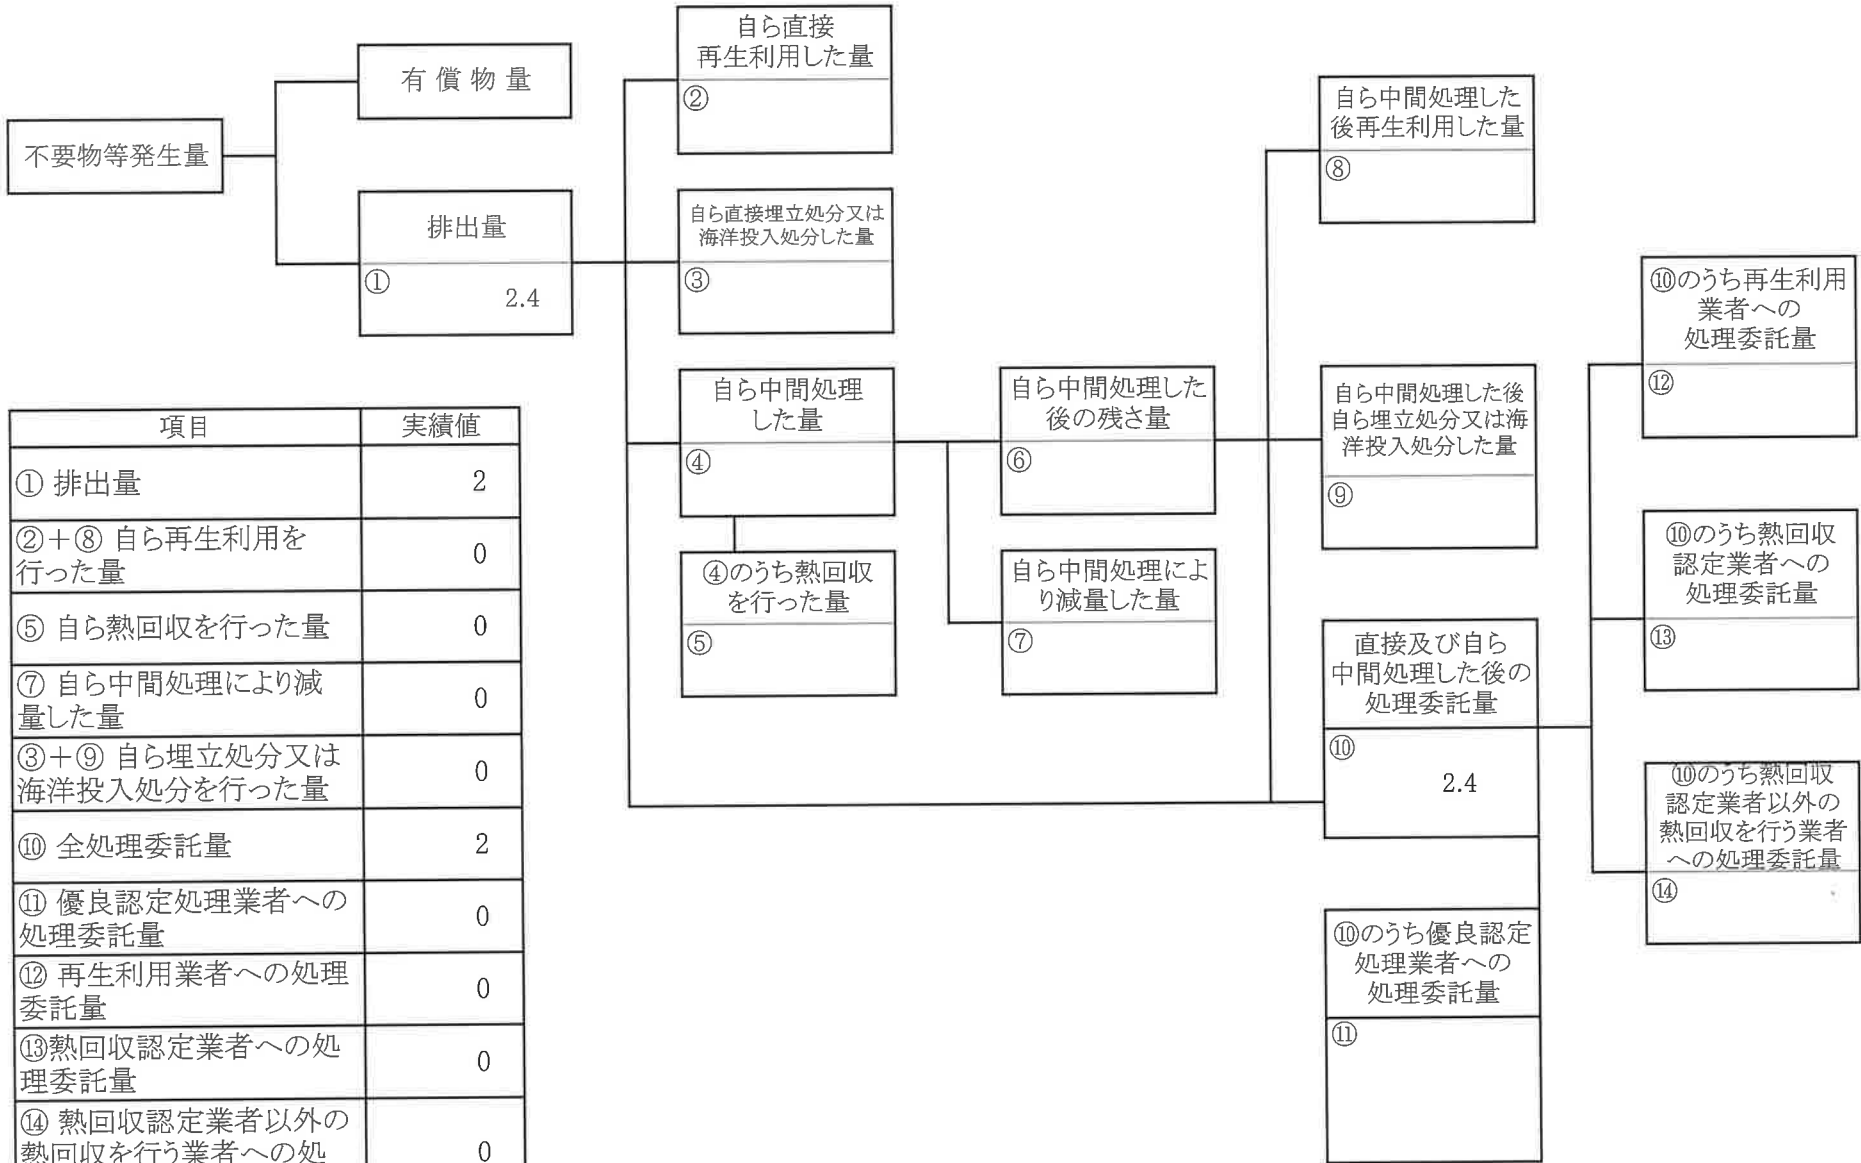 不要物等発生量
有償物量
排出量
①
2.4
自ら直接
再生利用した量
②
自ら直接埋立処分又は
海洋投入処分した量
③
自ら中間処理
した量
④
④のうち熱回収
を行った量
⑤
自ら中間処理した
後の残さ量
⑥
自ら中間処理によ
り減量した量
⑦
自ら中間処理した
後再生利用した量
⑧
自ら中間処理した後
自ら埋立処分又は海
洋投入処分した量
⑨
直接及び自ら
中間処理した後の
処理委託量
⑩
2.4
⑩のうち優良認定
処理業者への
処理委託量
⑪
⑩のうち再生利用
業者への
処理委託量
⑫
⑩のうち熱回収
認定業者への
処理委託量
⑬
⑩のうち熱回収
認定業者以外の
熱回収を行う業者
への処理委託量
⑭
項目 実績値
① 排出量 2
②+⑧ 自ら再生利用を
行った量 0
⑤ 自ら熱回収を行った量 0
⑦ 自ら中間処理により減
量した量 0
③+⑨ 自ら埋立処分又は
海洋投入処分を行った量 0
⑩ 全処理委託量 2
⑪ 優良認定処理業者への
処理委託量 0
⑫ 再生利用業者への処理
委託量 0
⑬熱回収認定業者への処
理委託量 0
⑭ 熱回収認定業者以外の
熱回収を行う業者への処 0